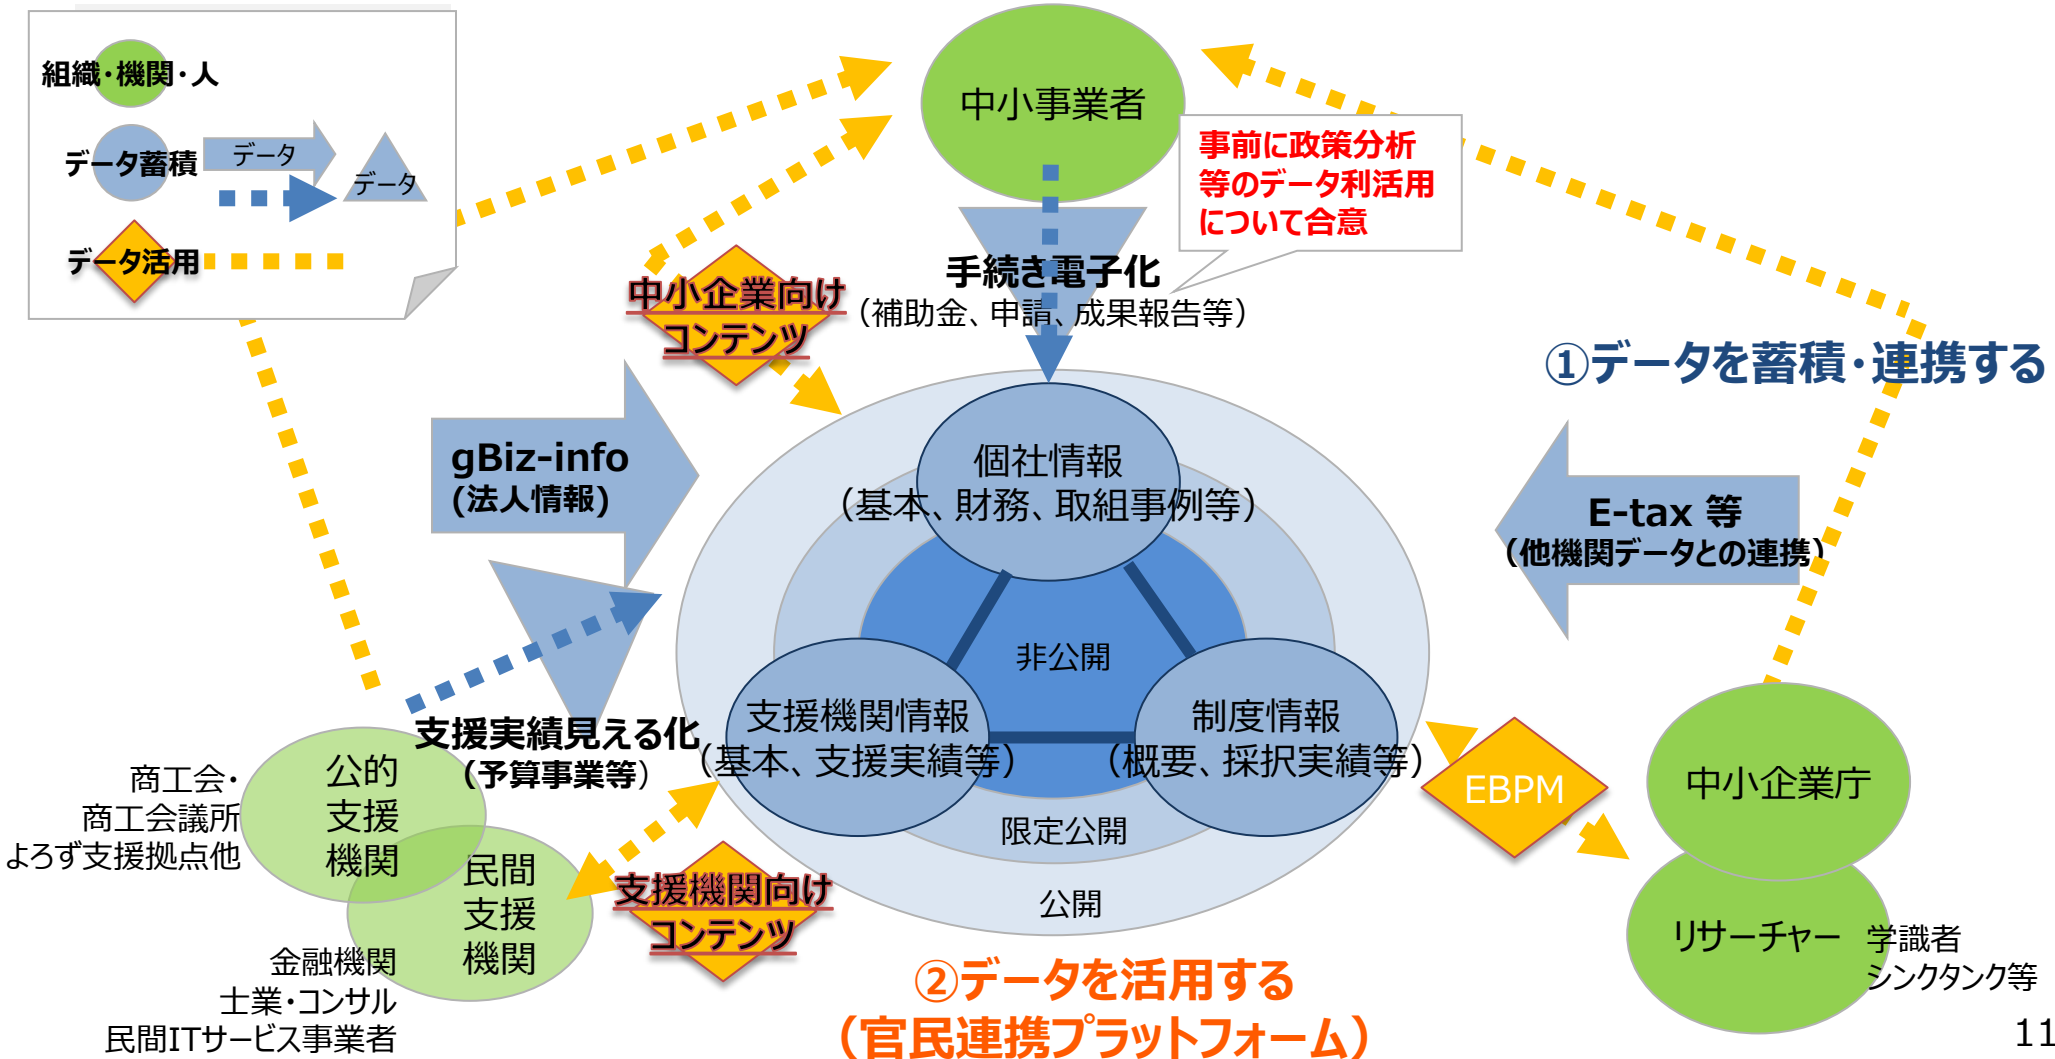 組織・機関・人
データ蓄積
データ
データ
データ活用
中小事業者
事前に政策分析
等のデータ利活用
について合意
手続き電子化
（補助金、申請、成果報告等）
中小企業向け
コンテンツ
①データを蓄積・連携する
gBiz-info
(法人情報)
個社情報
（基本、財務、取組事例等）
E-tax 等
（他機関データとの連携）
非公開
支援機関情報
（基本、支援実績等）
制度情報
（概要、採択実績等）
限定公開
公開
支援実績見える化
（予算事業等）
商工会・
商工会議所
よろず支援拠点他
公的
支援
機関
民間
支援
機関
金融機関
士業・コンサル
民間ITサービス事業者
支援機関向け
コンテンツ
EBPM
中小企業庁
リサーチャー
学識者
シンクタンク等
②データを活用する
（官民連携プラットフォーム）
11